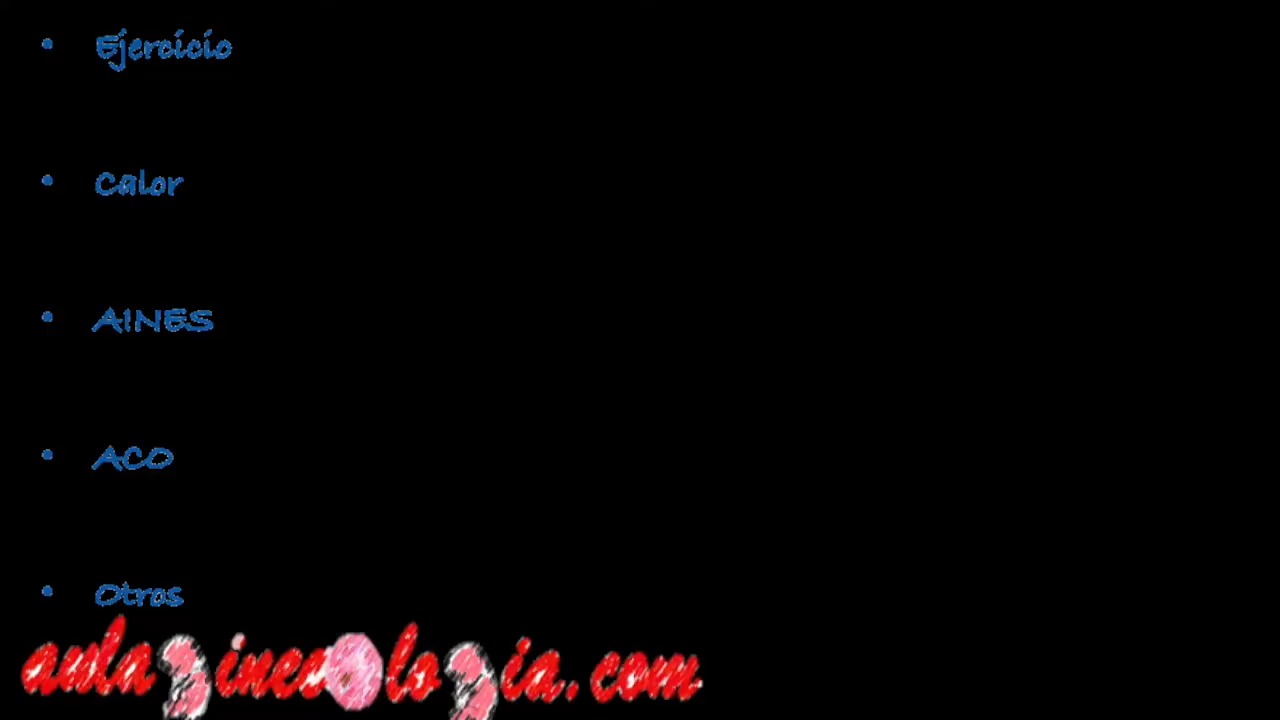 • Ejercicio
• Calor
• AINES
• ACO
• Otros
aulaginecologia.com